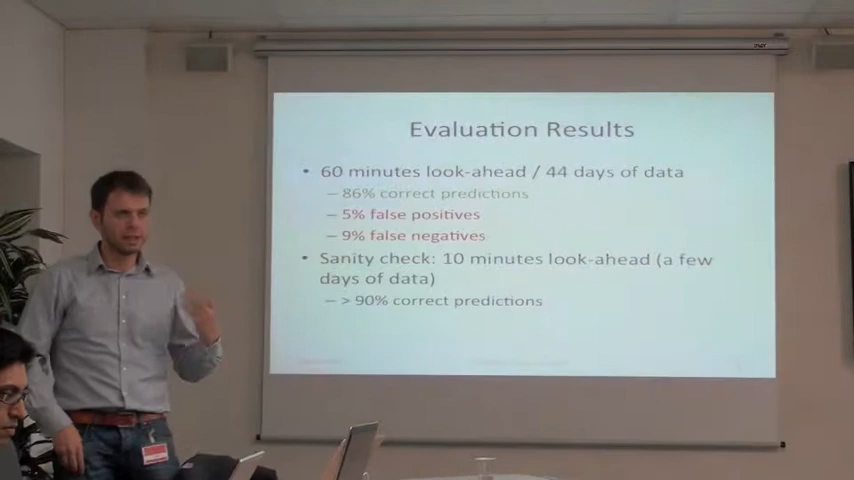 Evaluation Results
• 60 minutes look-ahead / 44 days of data
– 86% correct predictions
– 5% false positives
– 9% false negatives
• Sanity check: 10 minutes look-ahead (a few
days of data)
– > 90% correct predictions